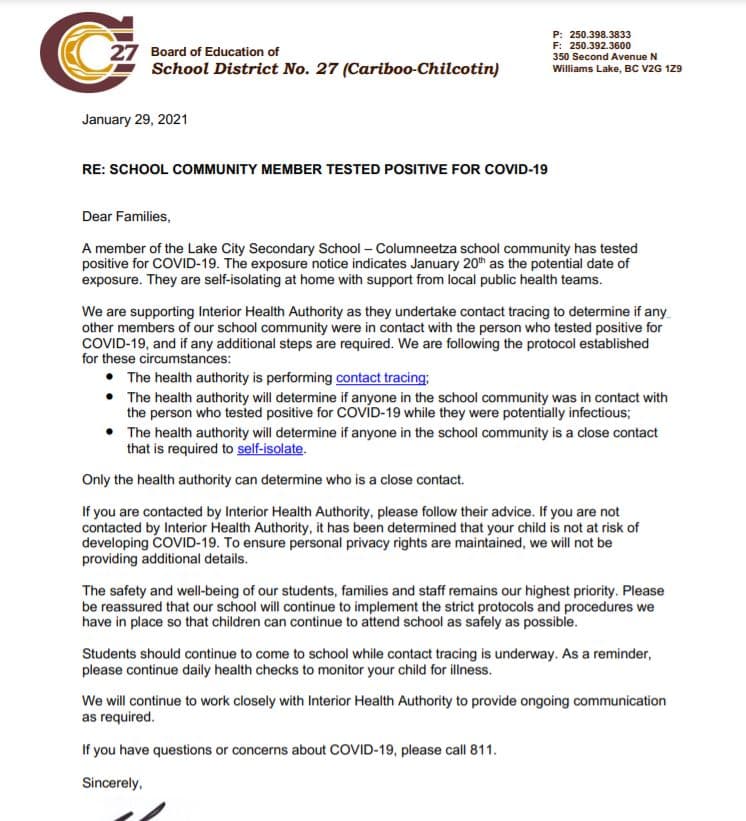 C 27
Board of Education of
School District No. 27 (Cariboo-Chilcotin)
P: 250.398.3833
F: 250.392.3600
350 Second Avenue N
Williams Lake, BC V2G 1Z9
January 29, 2021
RE: SCHOOL COMMUNITY MEMBER TESTED POSITIVE FOR COVID-19
Dear Families,
A member of the Lake City Secondary School – Columneetza school community has tested
positive for COVID-19. The exposure notice indicates January 20th as the potential date of
exposure. They are self-isolating at home with support from local public health teams.
We are supporting Interior Health Authority as they undertake contact tracing to determine if any
other members of our school community were in contact with the person who tested positive for
COVID-19, and if any additional steps are required. We are following the protocol established
for these circumstances:
• The health authority is performing contact tracing;
• The health authority will determine if anyone in the school community was in contact with
the person who tested positive for COVID-19 while they were potentially infectious;
• The health authority will determine if anyone in the school community is a close contact
that is required to self-isolate.
Only the health authority can determine who is a close contact.
If you are contacted by Interior Health Authority, please follow their advice. If you are not
contacted by Interior Health Authority, it has been determined that your child is not at risk of
developing COVID-19. To ensure personal privacy rights are maintained, we will not be
providing additional details.
The safety and well-being of our students, families and staff remains our highest priority. Please
be reassured that our school will continue to implement the strict protocols and procedures we
have in place so that children can continue to attend school as safely as possible.
Students should continue to come to school while contact tracing is underway. As a reminder,
please continue daily health checks to monitor your child for illness.
We will continue to work closely with Interior Health Authority to provide ongoing communication
as required.
If you have questions or concerns about COVID-19, please call 811.
Sincerely,